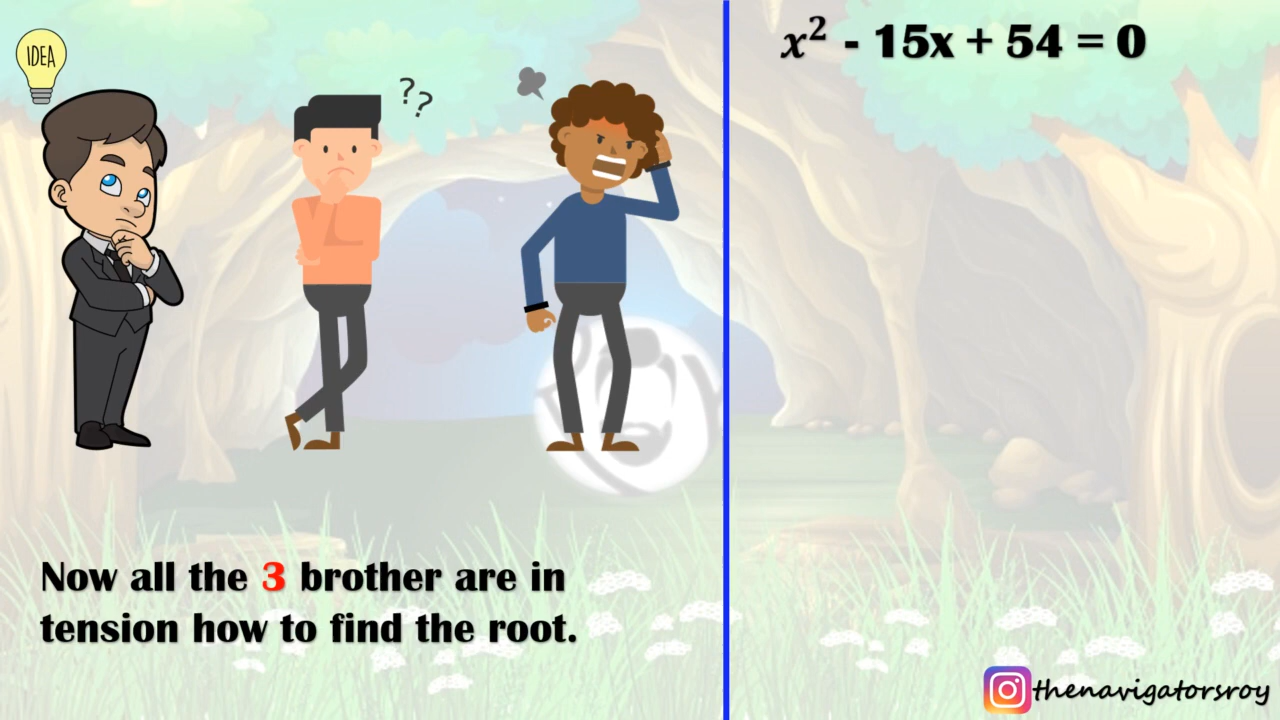 IDEA
??
x² - 15x + 54 = 0
Now all the 3 brother are in
tension how to find the root.
thenavigatorsroy